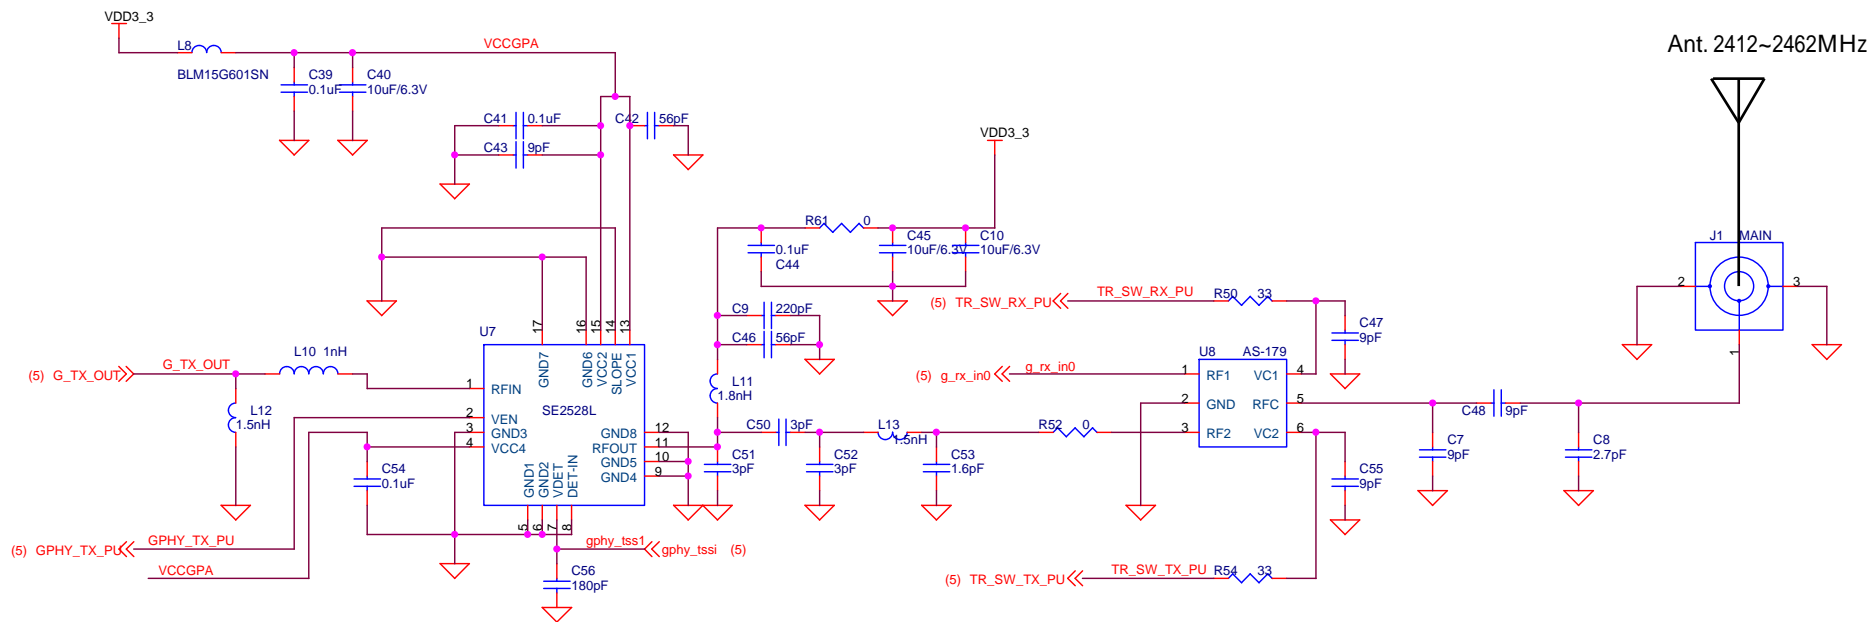 VDD3_3
L8
VCCGPA
BLM15G601SN
C39
0.1uF
C40
10uF/6.3V
C41
0.1uF
C42
56pF
C43
9pF
Ant. 2412~2462MHz
VDD3_3
R61
0
0.1uF
C44
C45
10uF/6.3V
C10
10uF/6.3V
J1
MAIN
2
3
1
(5) TR_SW_RX_PU
TR_SW_RX_PU
R50
33
C9
220pF
C46
56pF
C47
9pF
U7
17
16
15
14
13
GND7
GND6
VCC2
SLOPE
VCC1
U8
AS-179
L10 1nH
(5) G_TX_OUT
G_TX_OUT
1
RFIN
L11
1.8nH
(5) g_rx_in0
g_rx_in0
1
RF1
VC1
4
L12
1.5nH
2
VEN
SE2528L
3
GND3
4
VCC4
GND8
12
RFOUT
11
GND5
10
GND4
9
C50
3pF
L13
1.5nH
R52
0
2
GND
RFC
5
3
RF2
VC2
6
C48
9pF
C54
0.1uF
GND1
GND2
VDET
DET-IN
5
6
7
8
C51
3pF
C52
3pF
C53
1.6pF
C55
9pF
C7
9pF
C8
2.7pF
(5) GPHY_TX_PU
GPHY_TX_PU
gphy_tss1
gphy_tssi (5)
VCCGPA
C56
180pF
(5) TR_SW_TX_PU
TR_SW_TX_PU
R54
33